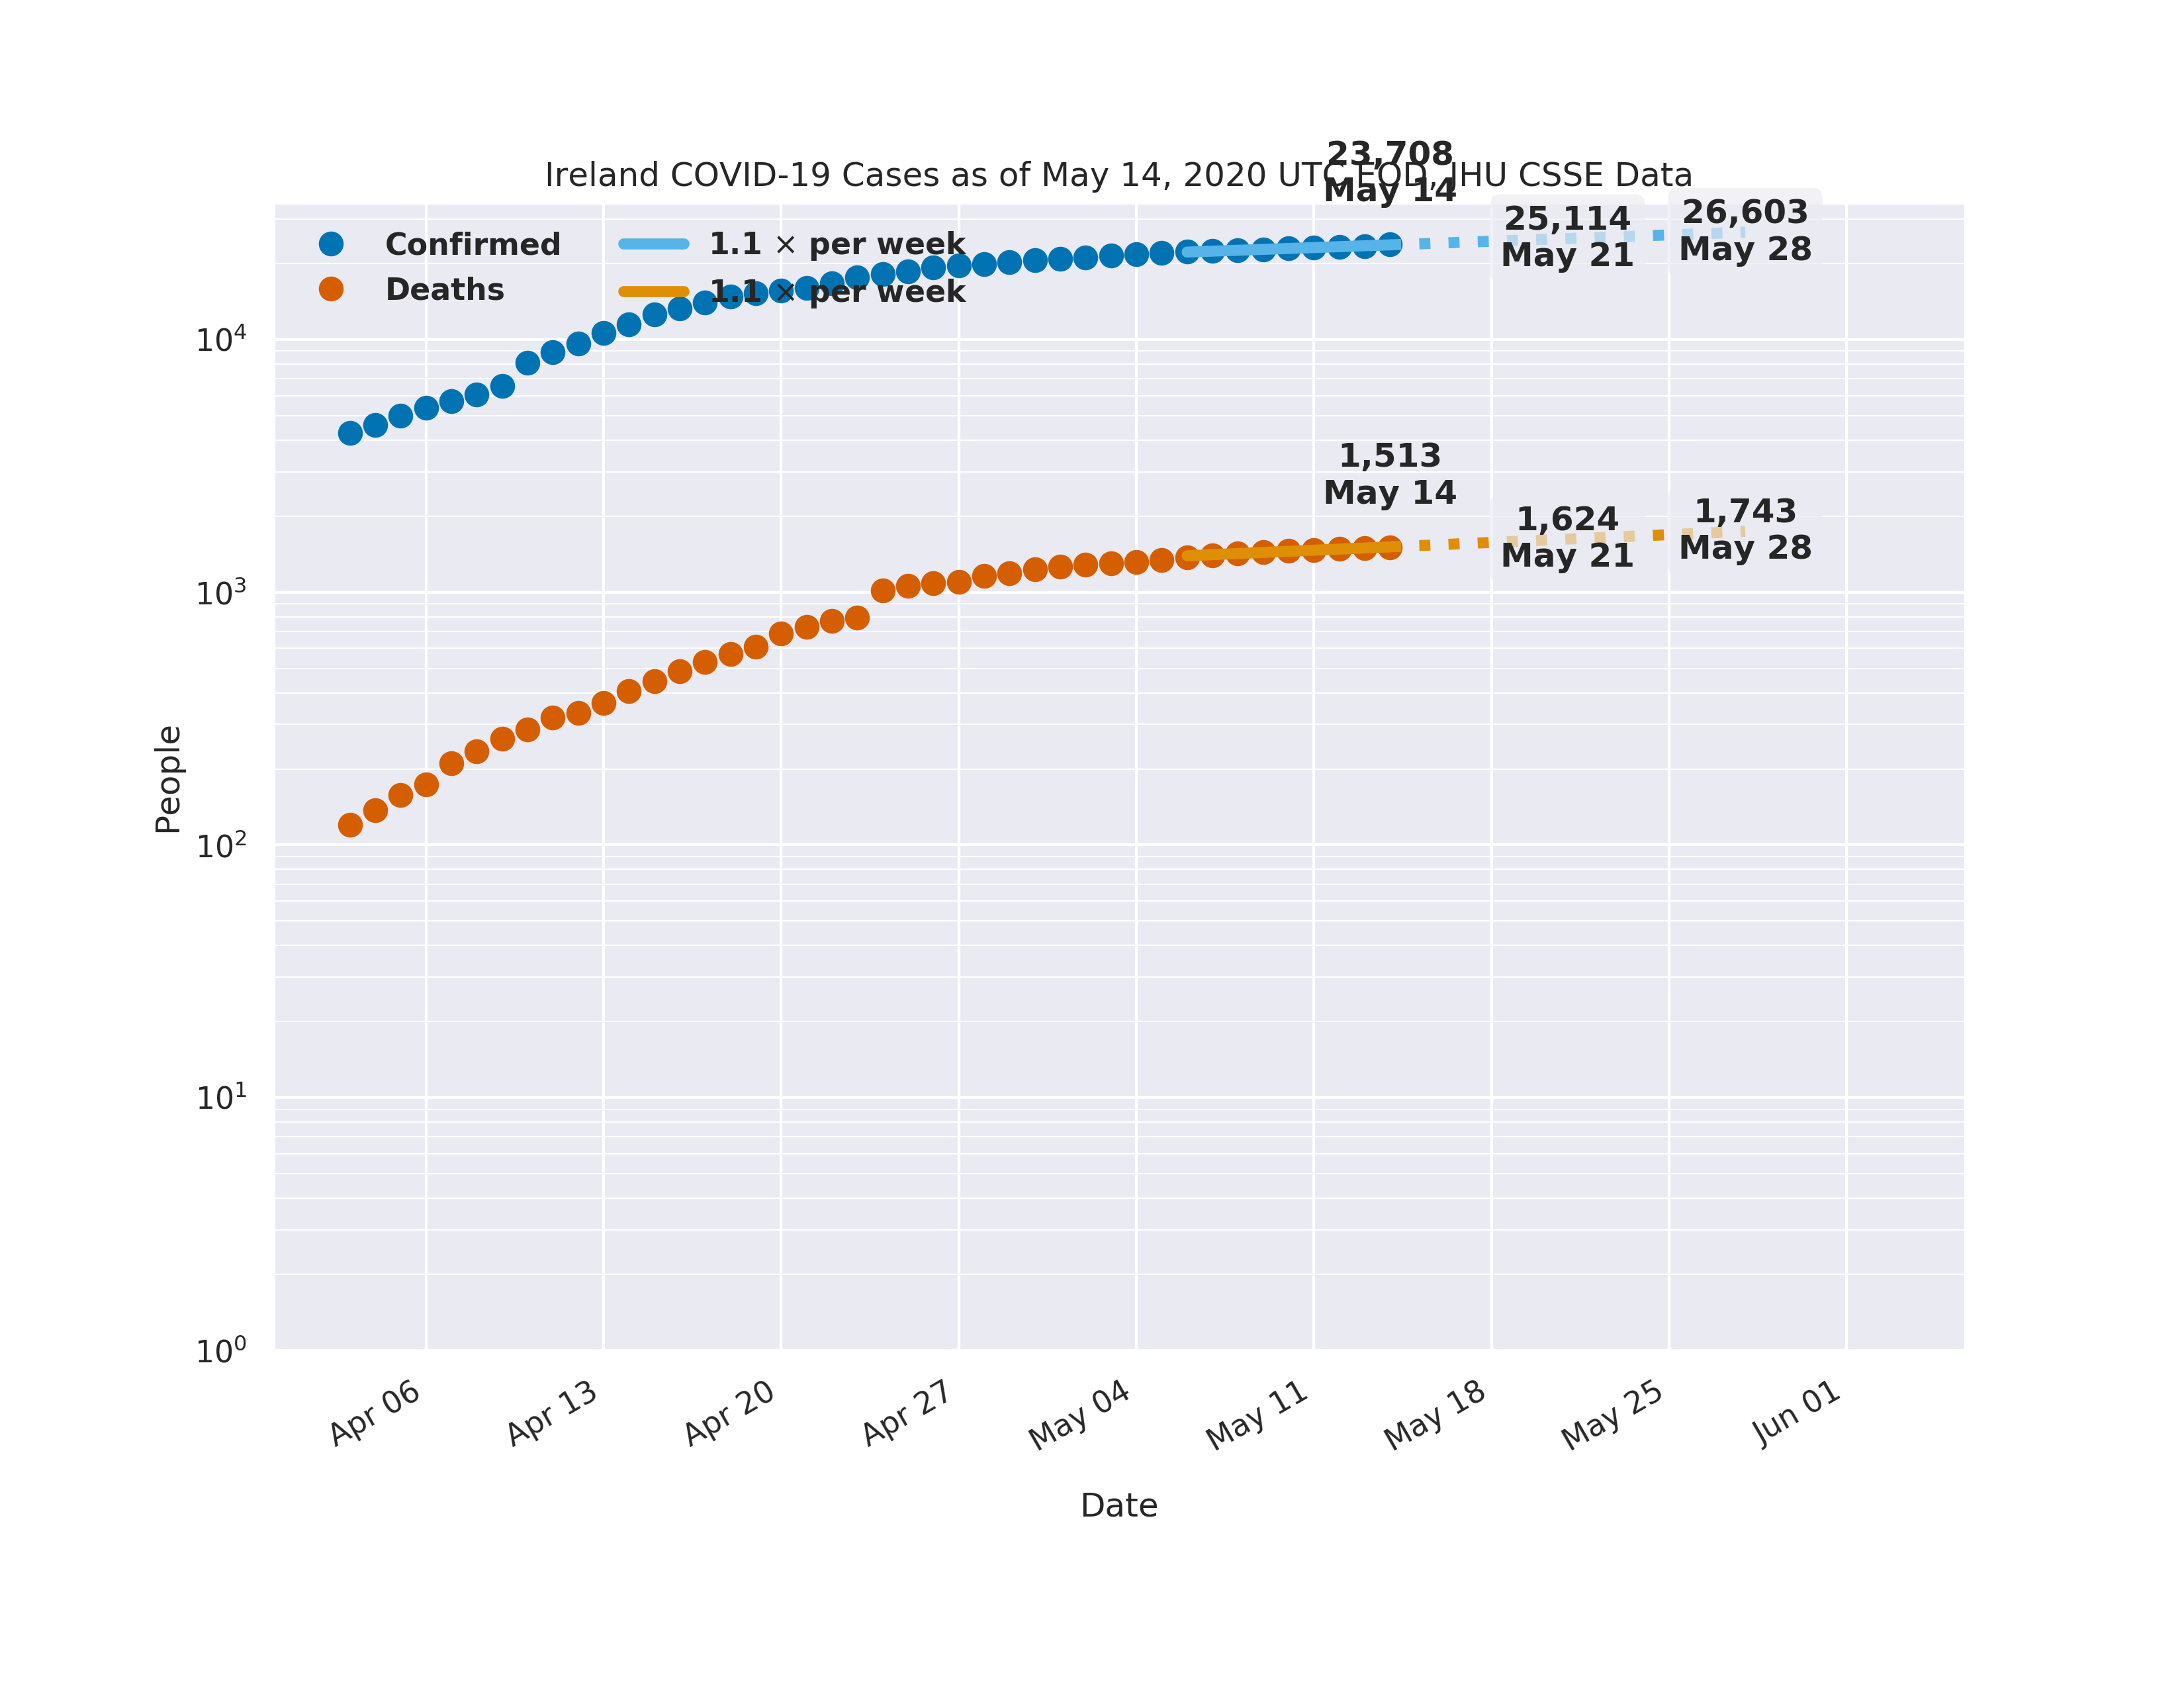 23,708
May 14
Ireland COVID-19 Cases as of May 14, 2020 UTC EOD, JHU CSSE Data
Confirmed
Deaths
1.1 × per week
1.1 × per week
25,114
May 21
26,603
May 28
1,513
May 14
1,624
May 21
1,743
May 28
People
10⁴
10³
10²
10¹
10⁰
Apr 06
Apr 13
Apr 20
Apr 27
May 04
May 11
May 18
May 25
Jun 01
Date